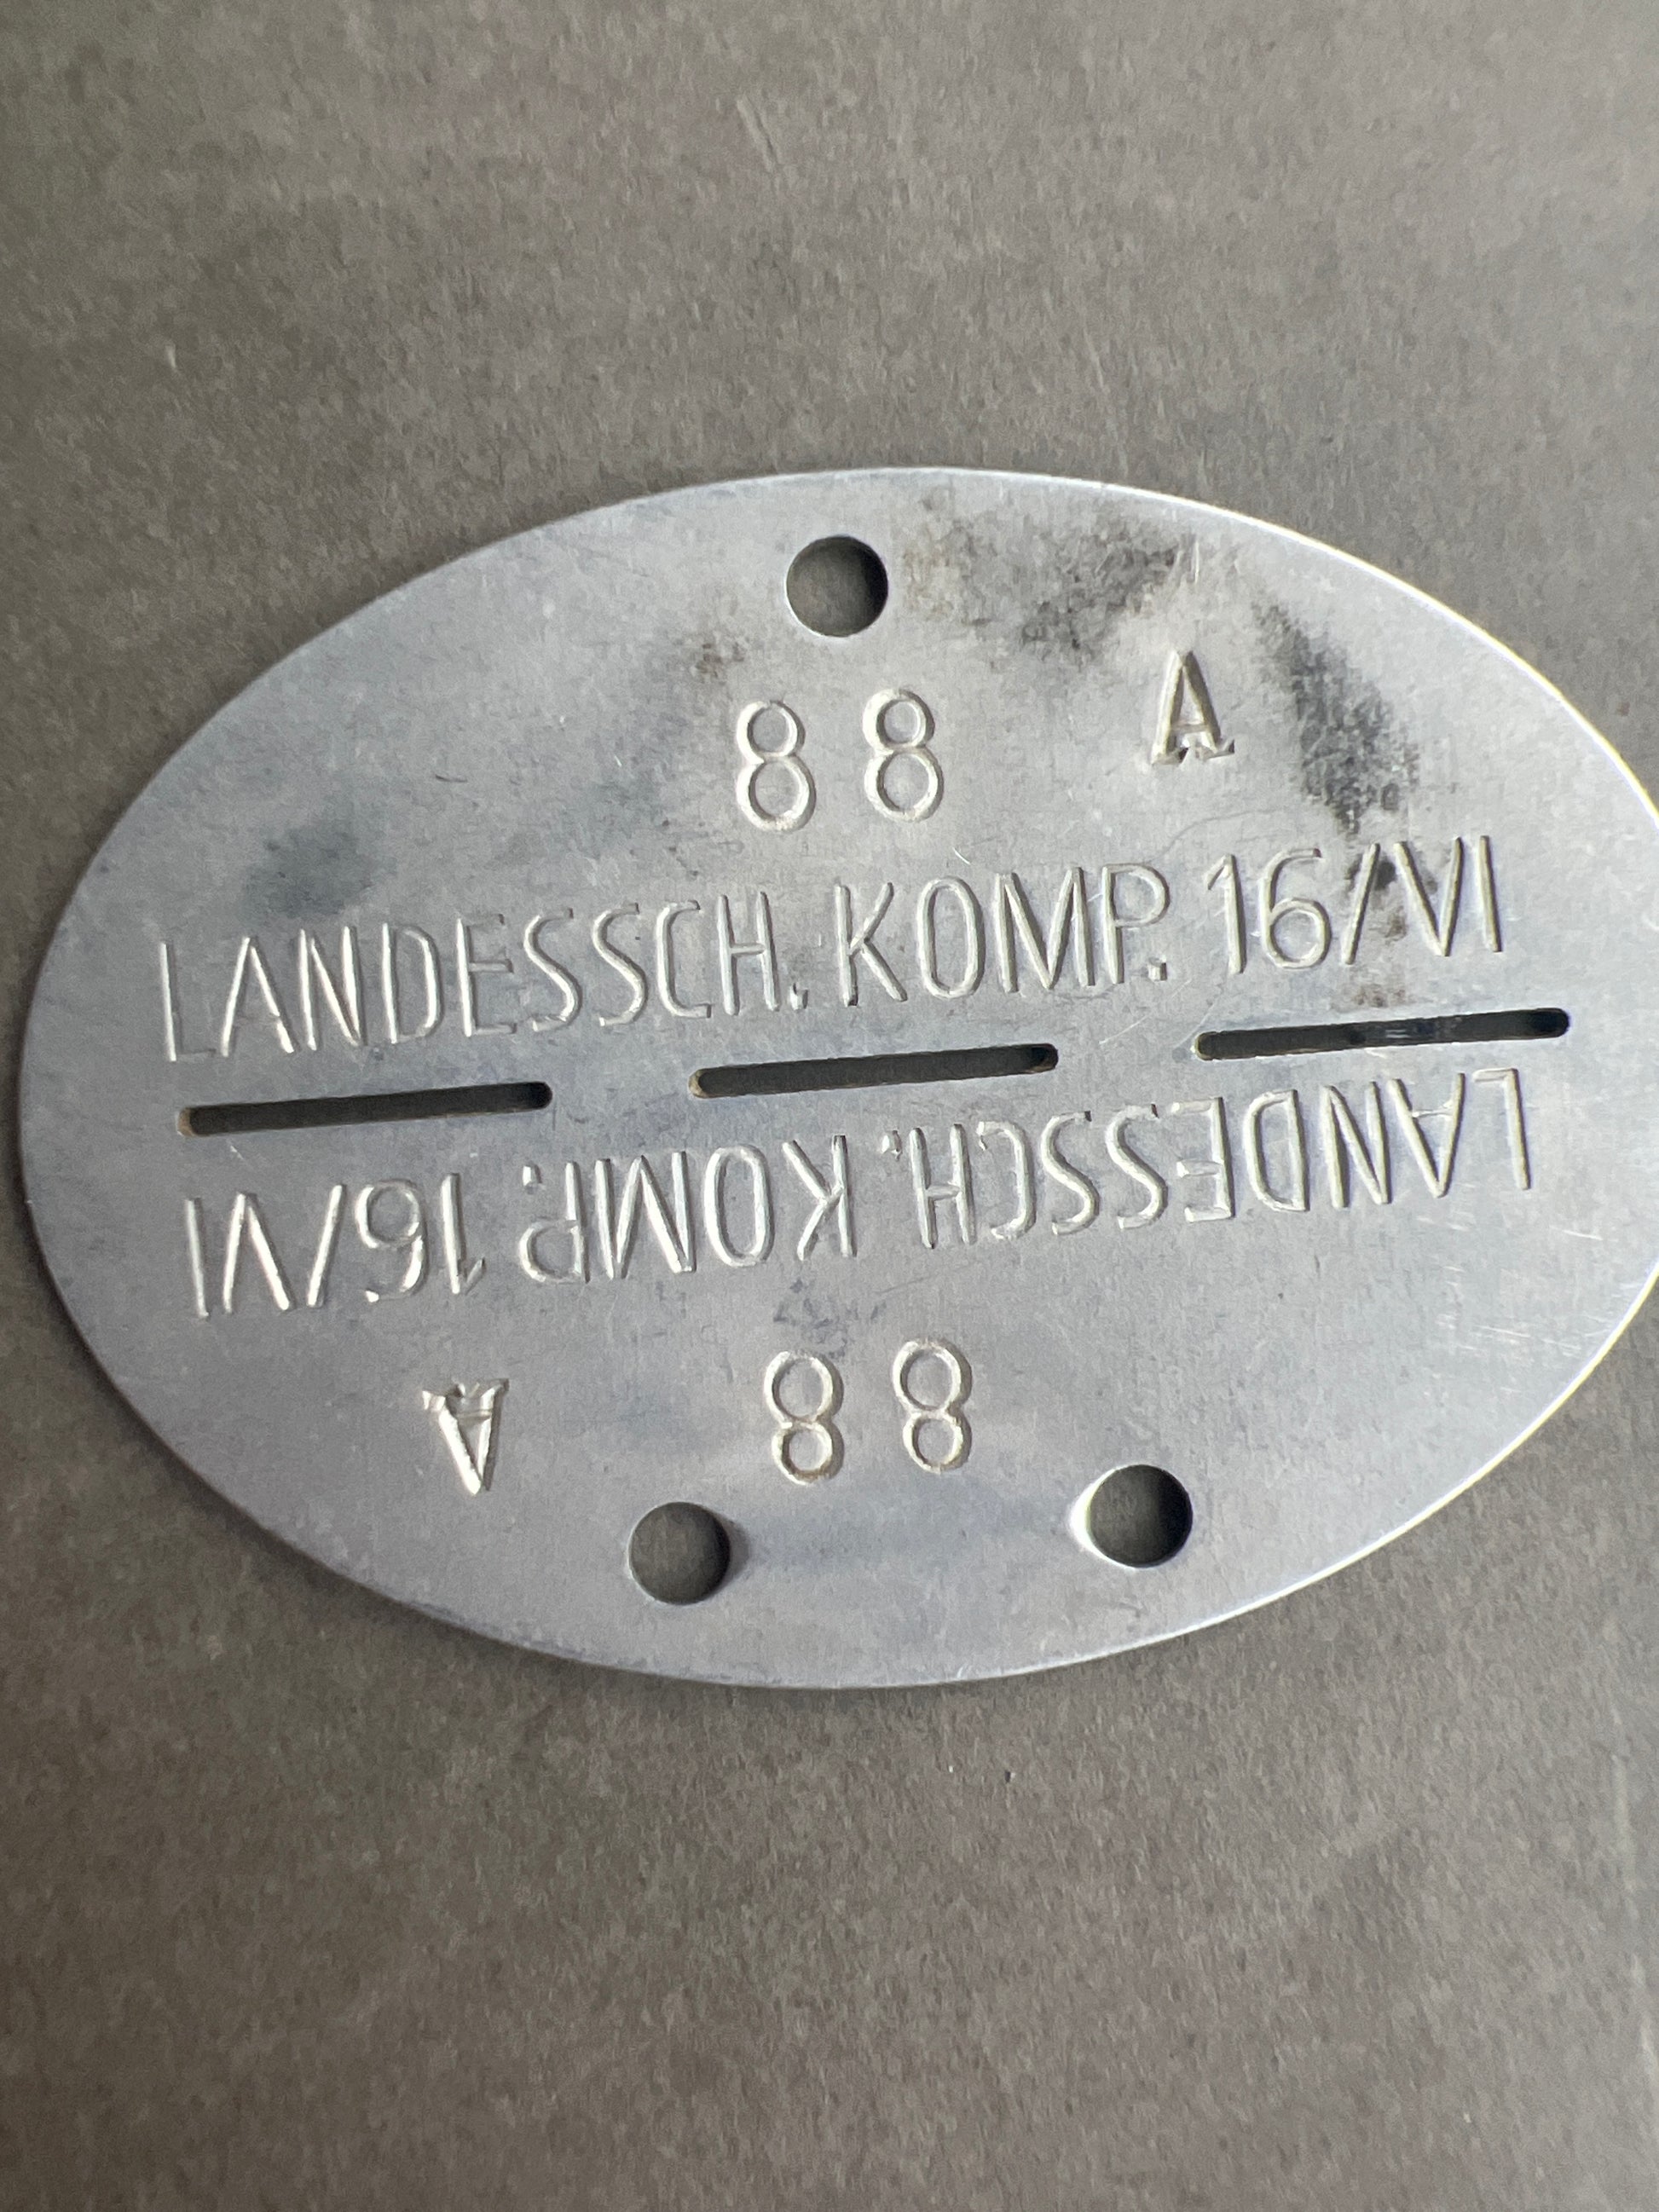 88 A
LANDESSCH. KOMP. 16/VI
LANDESSCH. KOMP. 16/VI
88 A